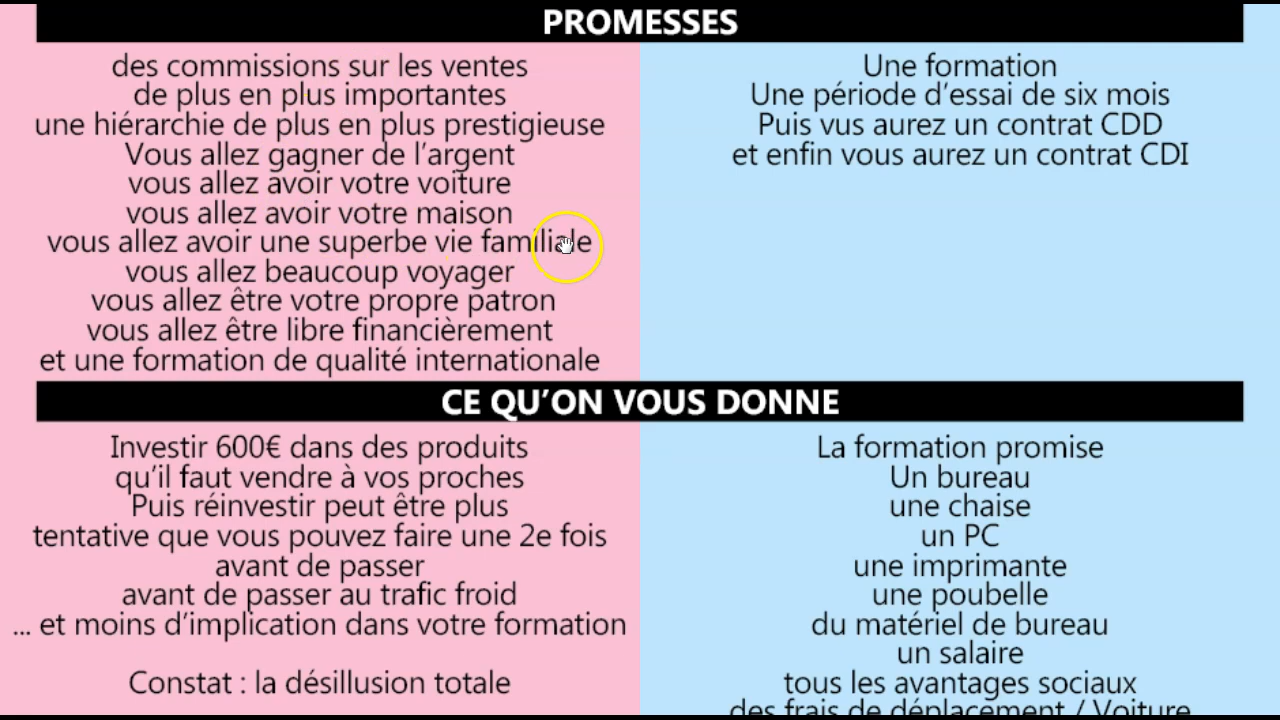 PROMESSES
des commissions sur les ventes
de plus en plus importantes
une hiérarchie de plus en plus prestigieuse
Vous allez gagner de l'argent
vous allez avoir votre voiture
vous allez avoir votre maison
vous allez avoir une superbe vie familiale
vous allez beaucoup voyager
vous allez être votre propre patron
vous allez être libre financièrement
et une formation de qualité internationale
Une formation
Une période d'essai de six mois
Puis vus aurez un contrat CDD
et enfin vous aurez un contrat CDI
CE QU'ON VOUS DONNE
Investir 600€ dans des produits
qu'il faut vendre à vos proches
Puis réinvestir peut être plus
tentative que vous pouvez faire une 2e fois
avant de passer
avant de passer au trafic froid
... et moins d'implication dans votre formation
Constat : la désillusion totale
La formation promise
Un bureau
une chaise
un PC
une imprimante
une poubelle
du matériel de bureau
un salaire
tous les avantages sociaux
des frais de déplacement / Voiture